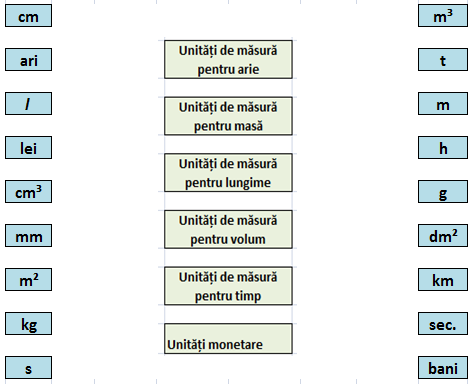 cm
ari
l
lei
cm³
mm
m²
kg
s
Unități de măsură
pentru arie
Unități de măsură
pentru masă
Unități de măsură
pentru lungime
Unități de măsură
pentru volum
Unități de măsură
pentru timp
Unități monetare
m³
t
m
h
g
dm²
km
sec.
bani